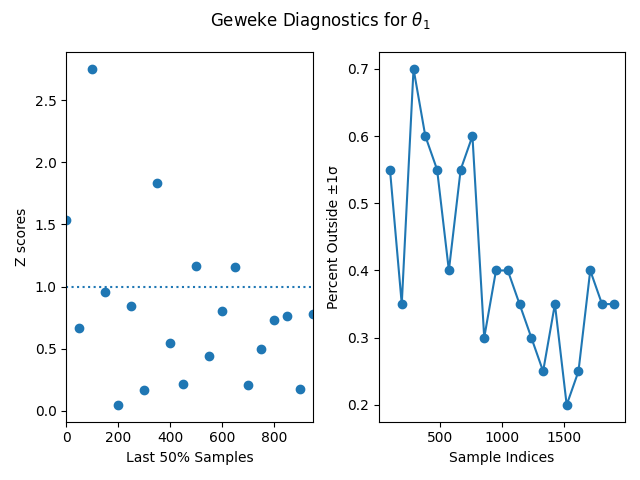 Geweke Diagnostics for θ₁
Z scores
2.5
2.0
1.5
1.0
0.5
0.0
0 200 400 600 800
Last 50% Samples
Percent Outside ±1σ
0.7
0.6
0.5
0.4
0.3
0.2
500 1000 1500
Sample Indices